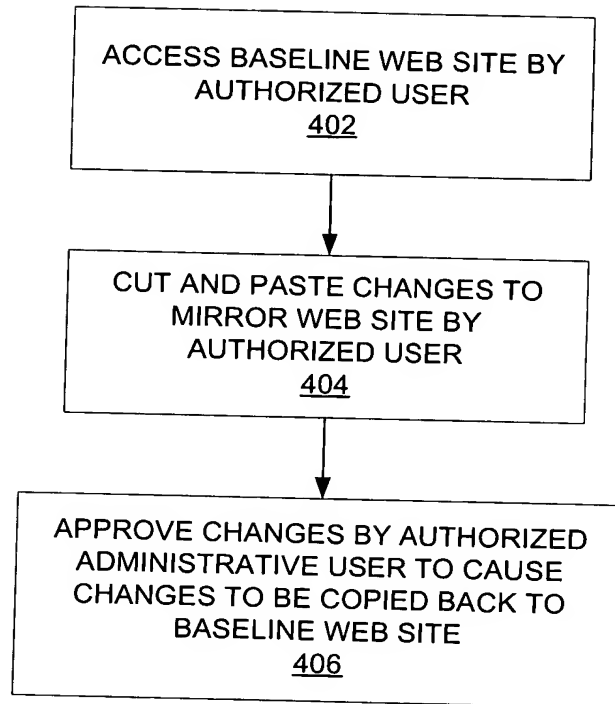 ACCESS BASELINE WEB SITE BY
AUTHORIZED USER
402
CUT AND PASTE CHANGES TO
MIRROR WEB SITE BY
AUTHORIZED USER
404
APPROVE CHANGES BY AUTHORIZED
ADMINISTRATIVE USER TO CAUSE
CHANGES TO BE COPIED BACK TO
BASELINE WEB SITE
406